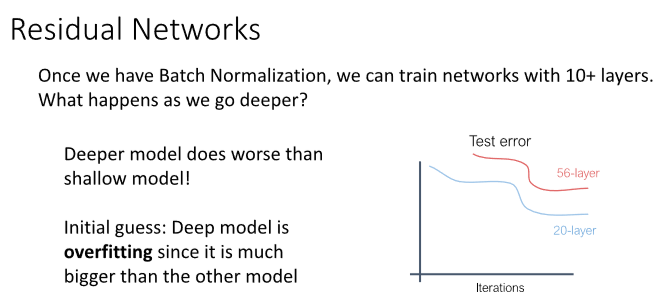 Residual Networks
Once we have Batch Normalization, we can train networks with 10+ layers.
What happens as we go deeper?
Deeper model does worse than
shallow model!
Initial guess: Deep model is
overfitting since it is much
bigger than the other model
Test error
56-layer
20-layer
Iterations